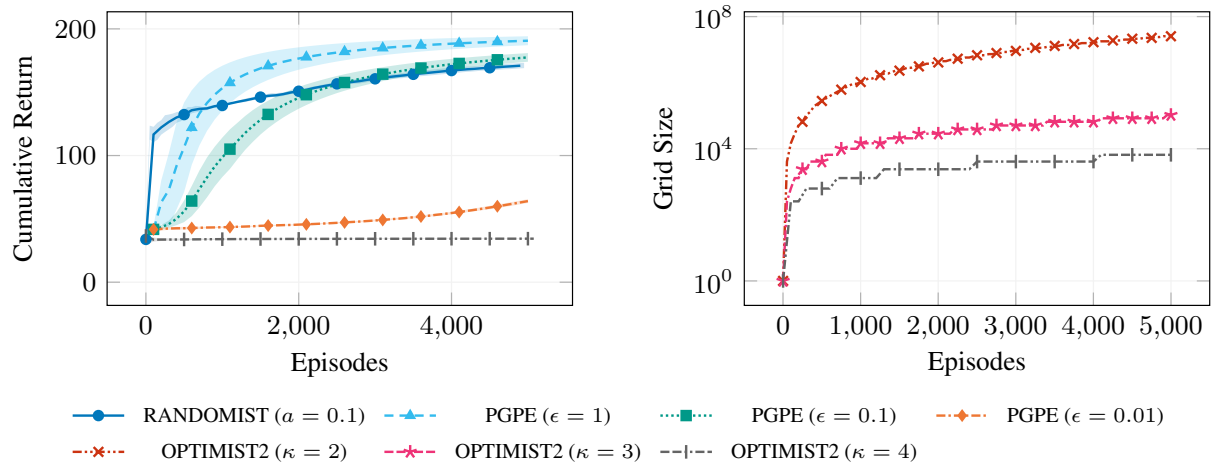 200
100
0
Cumulative Return
0
2,000
4,000
Episodes
10^8
10^4
10^0
Grid Size
0
1,000
2,000
3,000
4,000
5,000
Episodes
RANDOMIST (a = 0.1)
PGPE (ϵ = 1)
PGPE (ϵ = 0.1)
PGPE (ϵ = 0.01)
OPTIMIST2 (κ = 2)
OPTIMIST2 (κ = 3)
OPTIMIST2 (κ = 4)